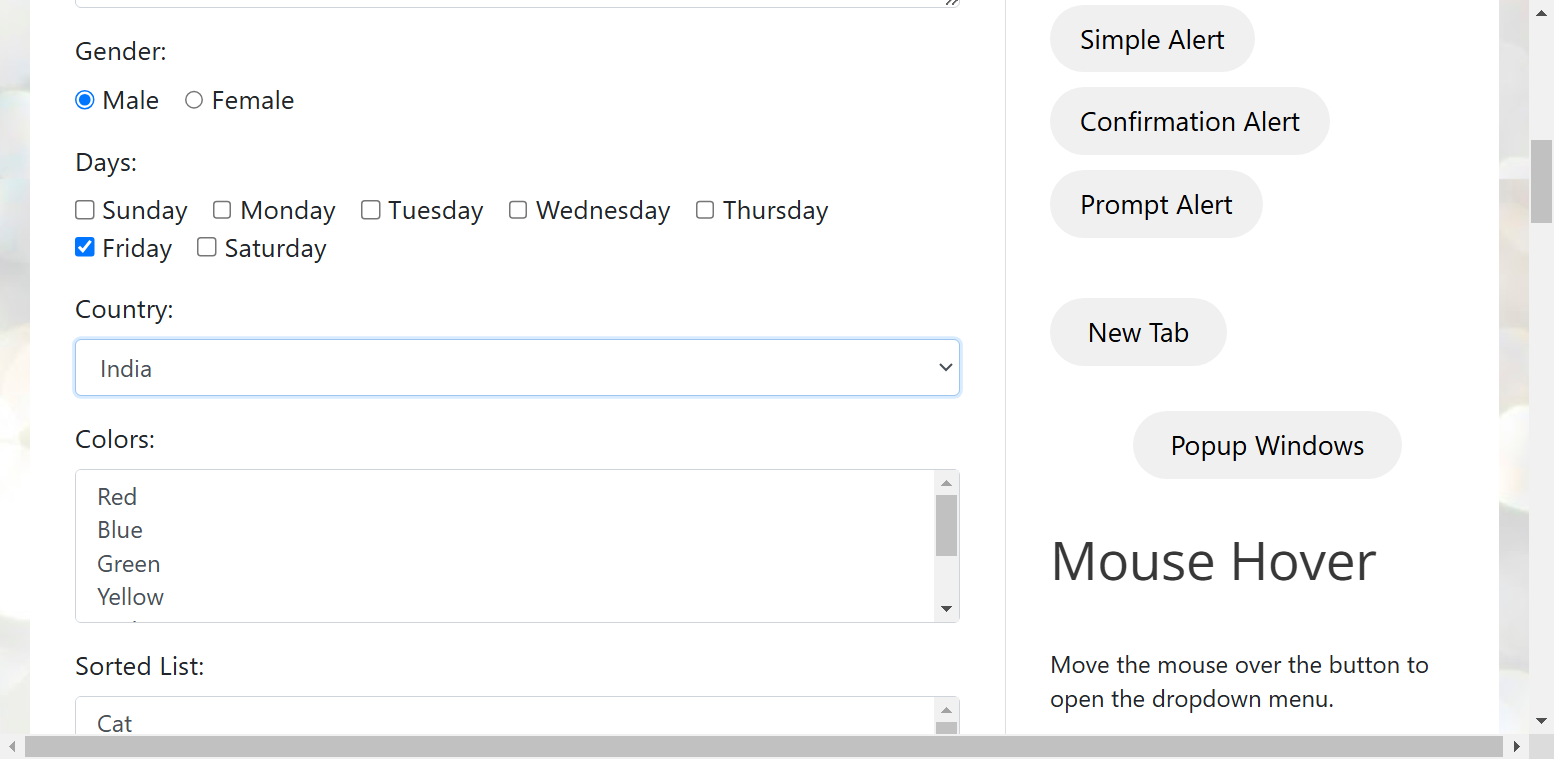 Gender:
Male Female
Days:
Sunday Monday Tuesday Wednesday Thursday
Friday Saturday
Country:
India
Colors:
Red
Blue
Green
Yellow
Sorted List:
Cat
Simple Alert
Confirmation Alert
Prompt Alert
New Tab
Popup Windows
Mouse Hover
Move the mouse over the button to
open the dropdown menu.